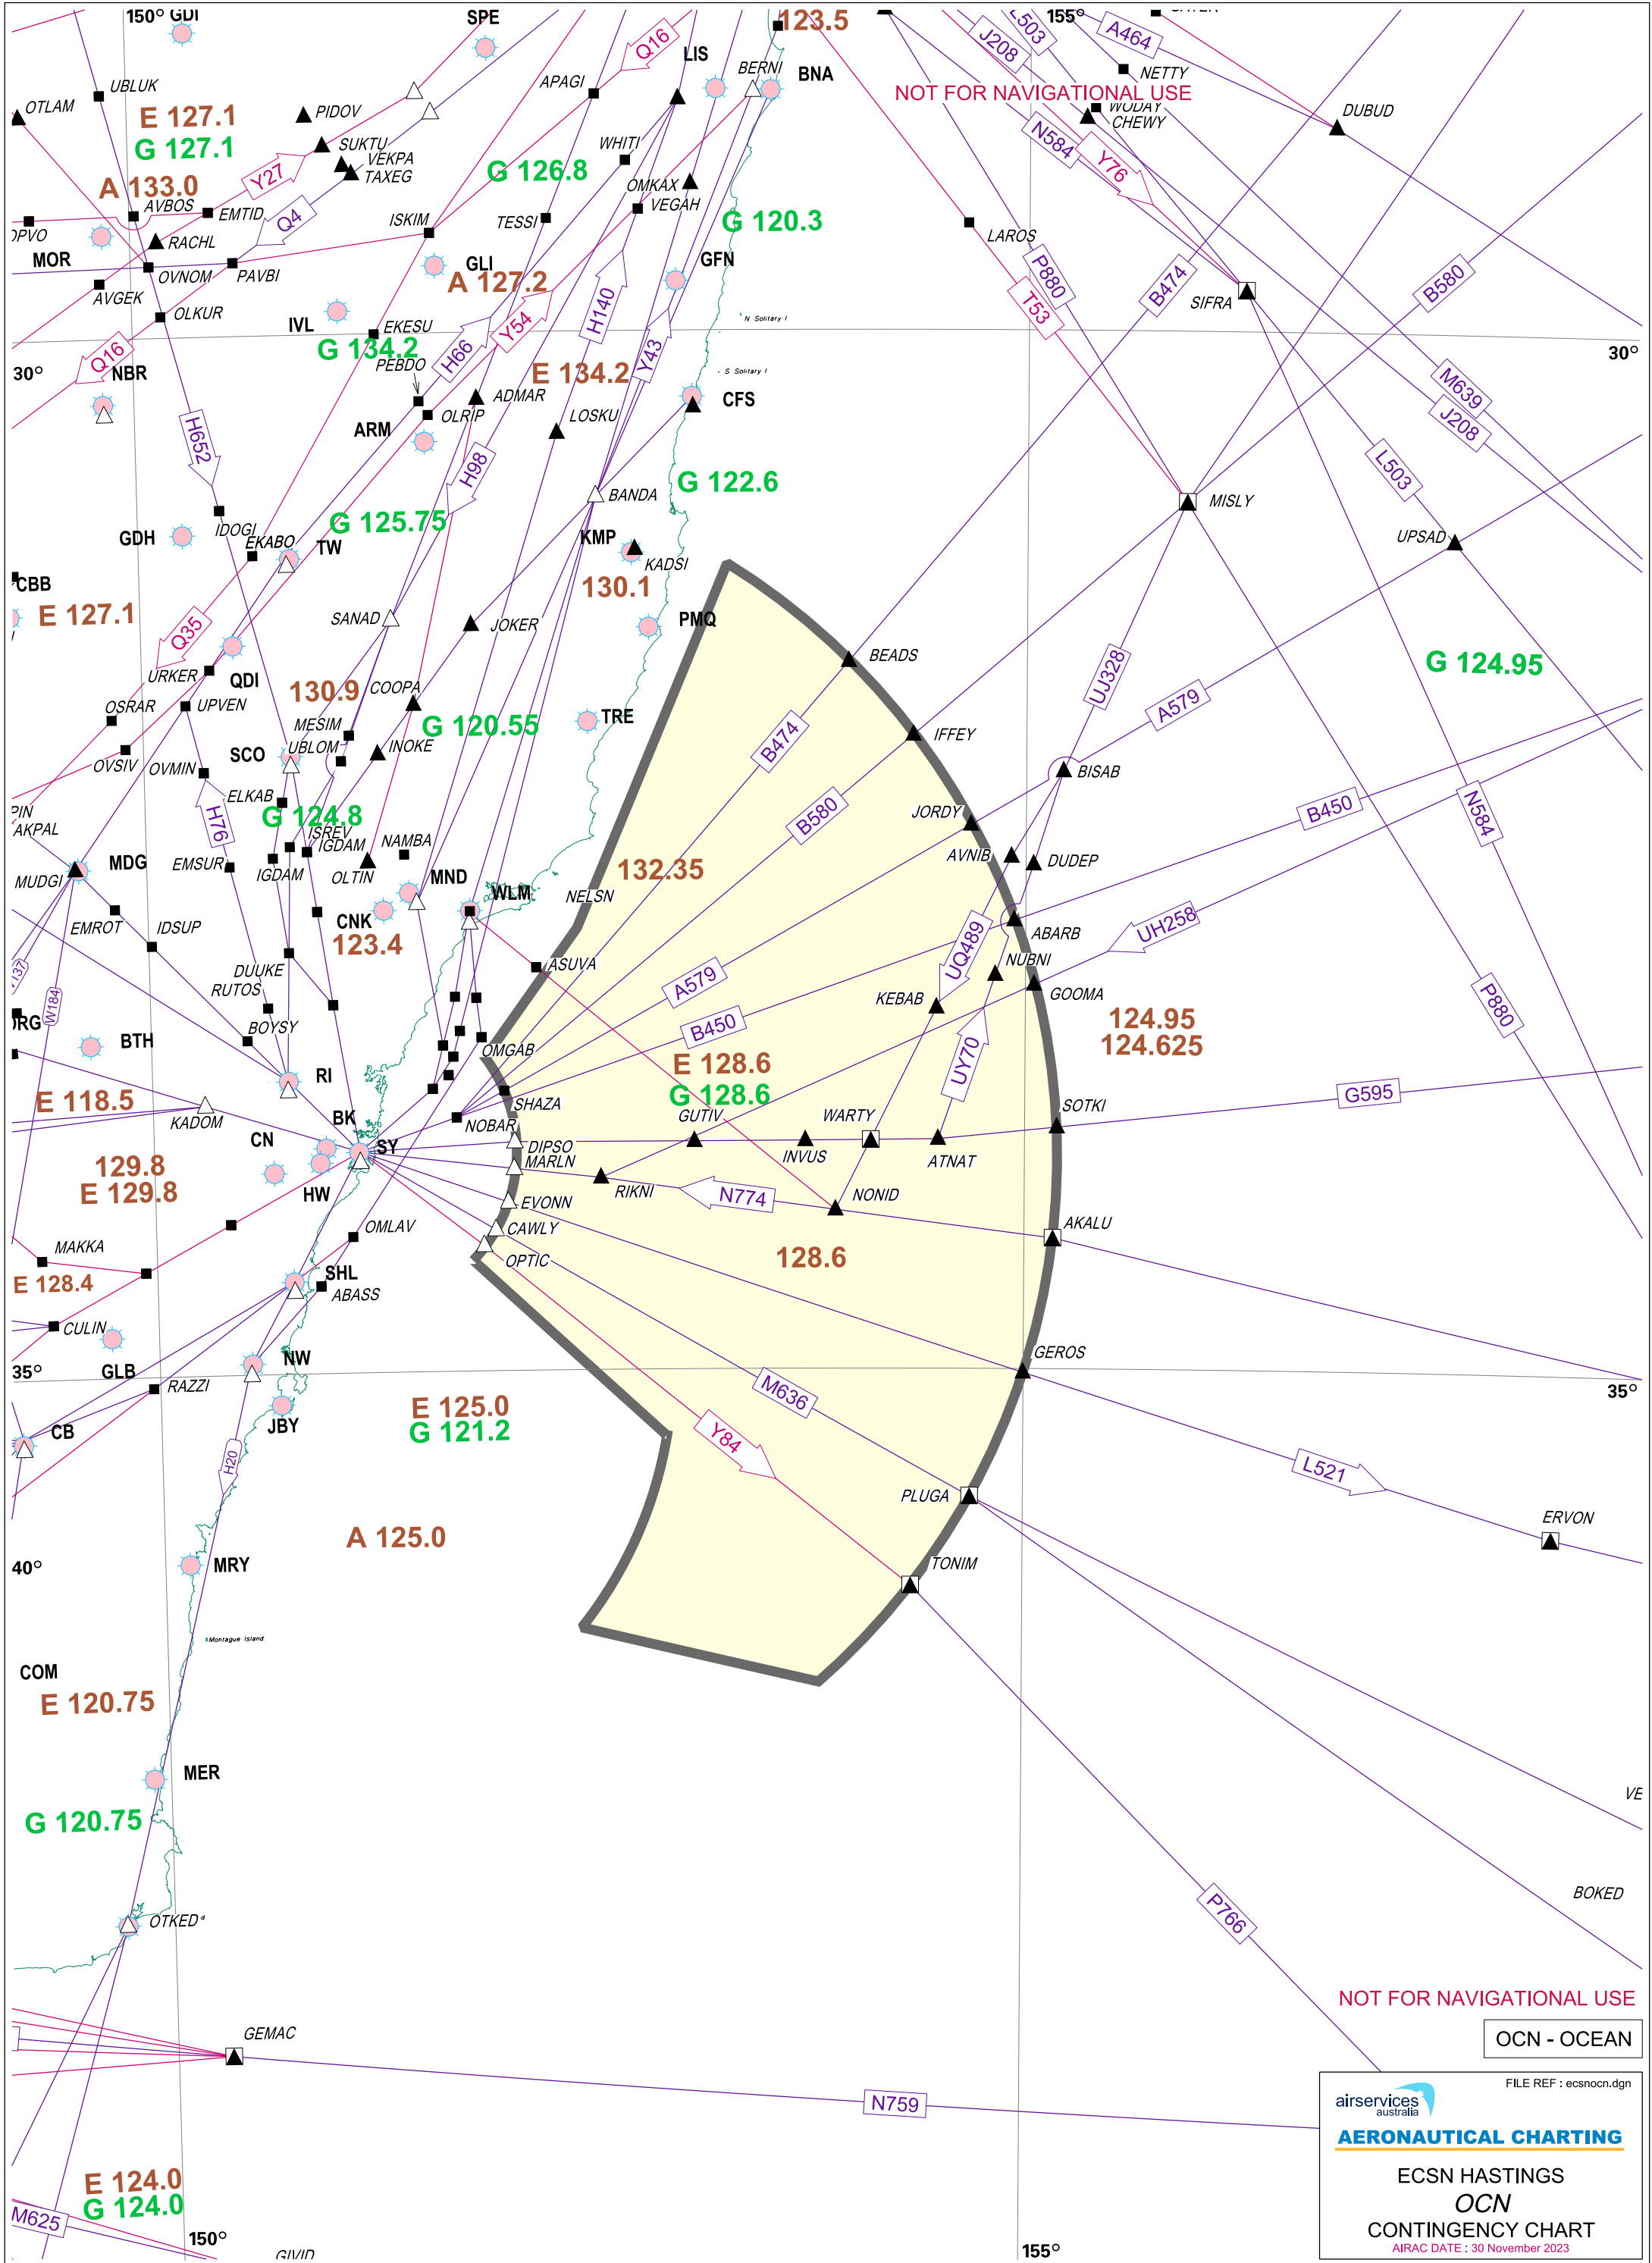 150°
GDI
SPE
123.5
155°
L503
A464
J208
Q16
LIS
BERNI
BNA
APAGI
NETTY
NOT FOR NAVIGATIONAL USE
WODAY
CHEWY
DUBUD
UBLUK
OTLAM
E 127.1
G 127.1
PIDOV
SUKTU
VEKPA
TAXEG
WHITI
N584
Y76
Y27
G 126.8
A 133.0
OMKAX
VEGAH
AVBOS
EMTID
Q4
ISKIM
TESSI
G 120.3
LAROS
RACHL
MOR
OVNOM
PAVBI
GLI
A 127.2
GFN
P880
B474
B580
SIFRA
AVGEK
OLKUR
IVL
EKESU
Y54
H140
N Solitary I
T53
Q16
30°
NBR
G 134.2
PEBDO
H66
E 134.2
Y43
S Solitary I
30°
ADMAR
CFS
M639
OLRIP
LOSKU
ARM
J208
H652
H98
L503
G 122.6
BANDA
MISLY
IDOGI
G 125.75
GDH
EKABO
TW
KMP
KADSI
UPSAD
CBB
E 127.1
130.1
SANAD
JOKER
PMQ
Q35
URKER
QDI
BEADS
G 124.95
130.9
COOPA
UJ328
OSRAR
UPVEN
A579
MESIM
G 120.55
TRE
IFFEY
B474
UBLOM
INOKE
OVSIV
OVMIN
SCO
BISAB
ELKAB
B580
JORDY
B450
N584
AKPAL
H76
G 124.8
ISREV
IGDAM
NAMBA
AVNIB
DUDEP
MUDGI
MDG
EMSUR
IGDAM
OLTIN
132.35
MND
NELSN
WLM
EMROT
IDSUP
CNK
123.4
ABARB
UH258
UQ489
ASUVA
A579
NUBNI
DUUKE
RUTOS
W184
KEBAB
GOOMA
P880
B450
124.95
124.625
BTH
BOYSY
OMGAB
E 128.6
G 128.6
UY70
RI
G595
E 118.5
SHAZA
SOTKI
KADOM
BK
NOBAR
GUTIV
WARTY
CN
SY
DIPSO
MARLN
INVUS
ATNAT
129.8
E 129.8
HW
RIKNI
N774
NONID
EVONN
CAWLY
OMLAV
AKALU
MAKKA
OPTIC
128.6
E 128.4
SHL
ABASS
CULIN
GLB
NW
GEROS
35°
RAZZI
35°
M636
E 125.0
G 121.2
JBY
Y84
CB
H20
L521
PLUGA
ERVON
A 125.0
40°
MRY
TONIM
Montague Island
COM
E 120.75
MER
VE
G 120.75
BOKED
OTKED
P766
NOT FOR NAVIGATIONAL USE
GEMAC
OCN - OCEAN
N759
FILE REF : ecsnocn.dgn
airservices
australia
AERONAUTICAL CHARTING
E 124.0
G 124.0
ECSN HASTINGS
OCN
CONTINGENCY CHART
AIRAC DATE : 30 November 2023
M625
150°
155°
GIVID